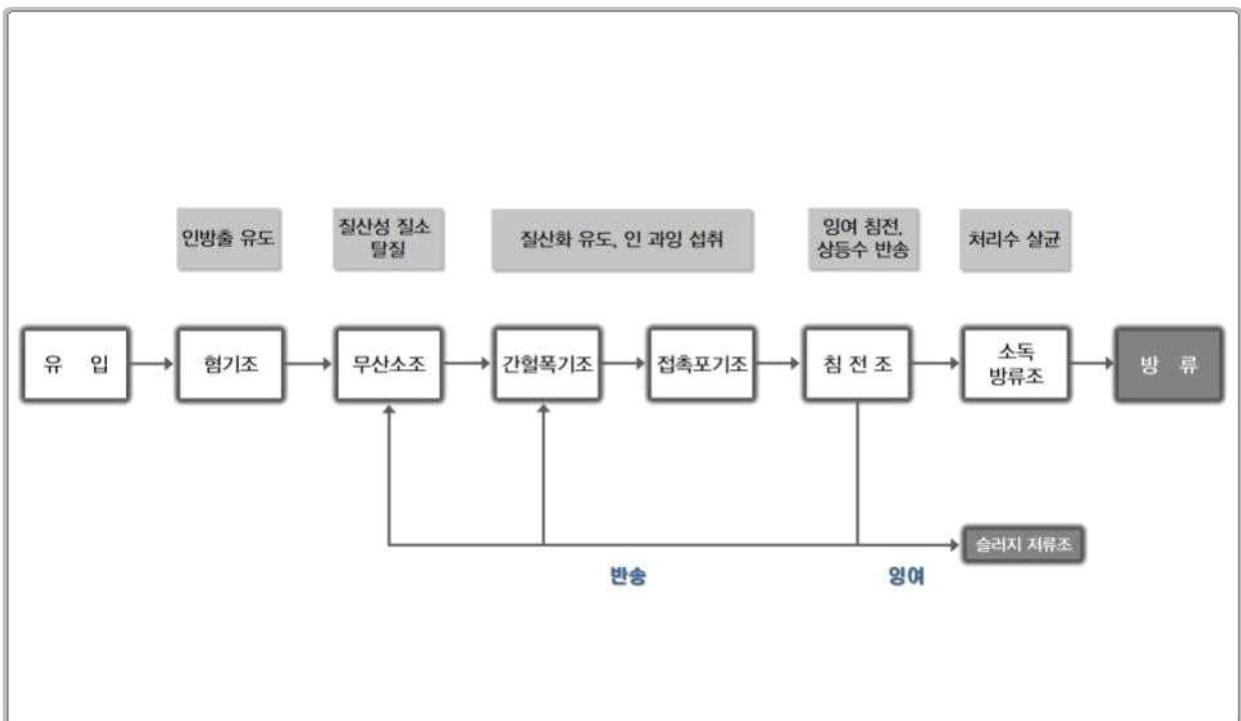 인방출 유도
질산성 질소
탈질
질산화 유도, 인 과잉 섭취
잉여 침전,
상등수 반송
처리수 살균
유 입
혐기조
무산소조
간헐폭기조
접촉포기조
침 전 조
소독
방류조
방 류
슬러지 저류조
반송
잉여